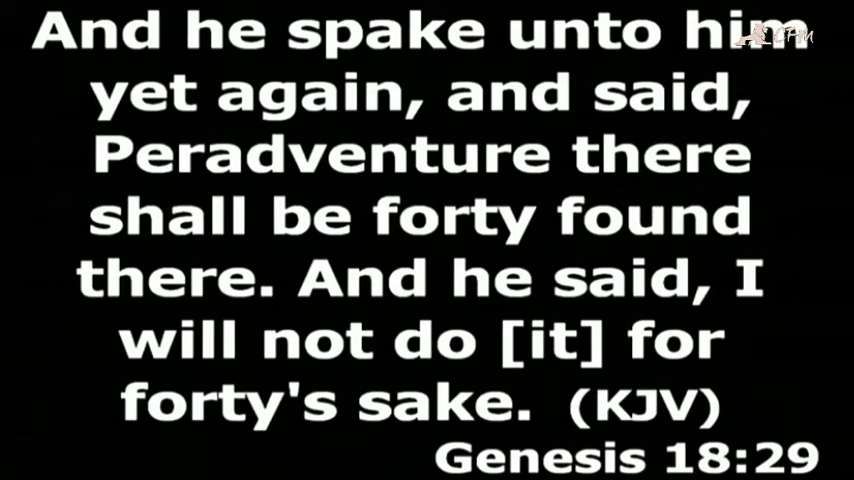 And he spake unto him
yet again, and said,
Peradventure there
shall be forty found
there. And he said, I
will not do [it] for
forty's sake. (KJV)
Genesis 18:29
CFM